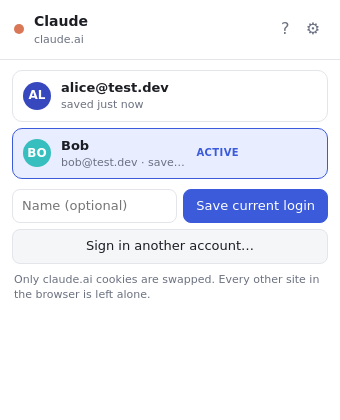 Claude
claude.ai
? ⚙
AL
alice@test.dev
saved just now
BO
Bob
bob@test.dev · save…
ACTIVE
Name (optional)
Save current login
Sign in another account…
Only claude.ai cookies are swapped. Every other site in
the browser is left alone.